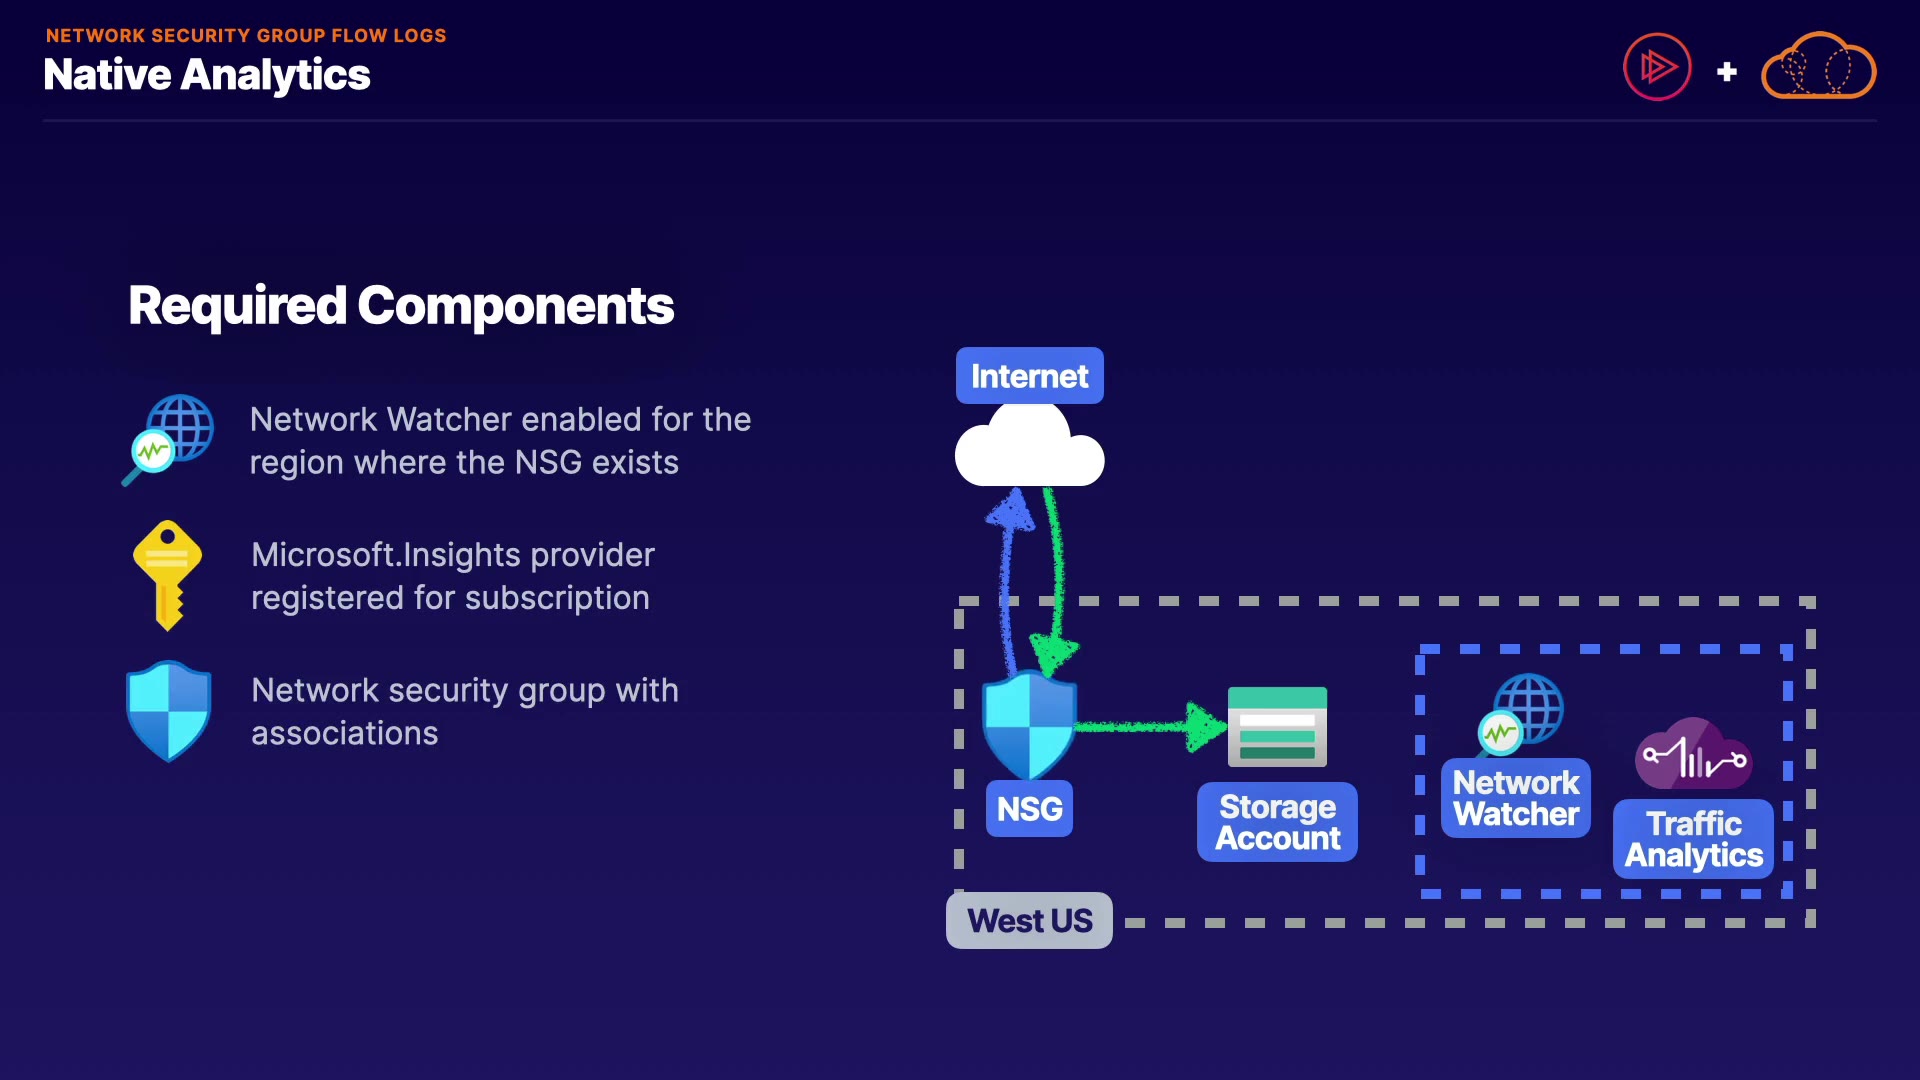 NETWORK SECURITY GROUP FLOW LOGS
Native Analytics
Required Components
Network Watcher enabled for the
region where the NSG exists
Microsoft.Insights provider
registered for subscription
Network security group with
associations
Internet
NSG
Storage
Account
Network
Watcher
Traffic
Analytics
West US